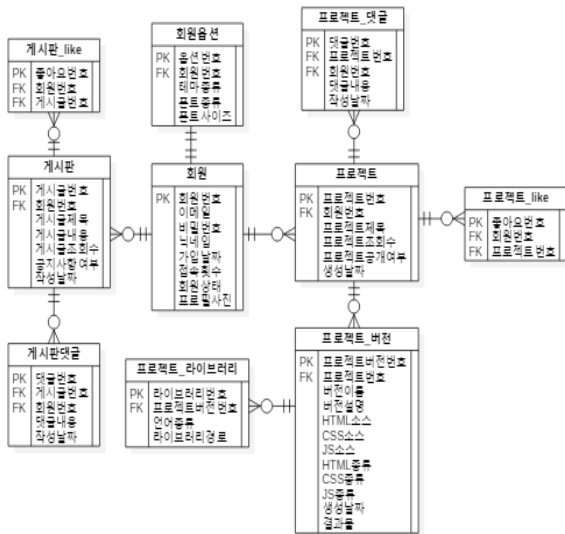 게시판_like
PK 좋아요번호
FK 회원번호
FK 게시글번호
회원옵션
PK 옵션번호
FK 회원번호
테마종류
폰트종류
폰트사이즈
프로젝트_댓글
PK 댓글번호
FK 프로젝트번호
FK 회원번호
댓글내용
작성날짜
게시판
PK 게시글번호
FK 회원번호
게시글제목
게시글내용
게시글조회수
공지사항여부
작성날짜
회원
PK 회원번호
이메일
비밀번호
닉네임
가입날짜
접속횟수
회원상태
프로필사진
프로젝트
PK 프로젝트번호
FK 회원번호
프로젝트제목
프로젝트조회수
프로젝트공개여부
생성날짜
프로젝트_like
PK 좋아요번호
FK 회원번호
FK 프로젝트번호
게시판댓글
PK 댓글번호
FK 게시글번호
FK 회원번호
댓글내용
작성날짜
프로젝트_라이브러리
PK 라이브러리번호
FK 프로젝트버전번호
언어종류
라이브러리경로
프로젝트_버전
PK 프로젝트버전번호
FK 프로젝트번호
버전이름
버전설명
HTML소스
CSS소스
JS소스
HTML종류
CSS종류
JS종류
생성날짜
결과물